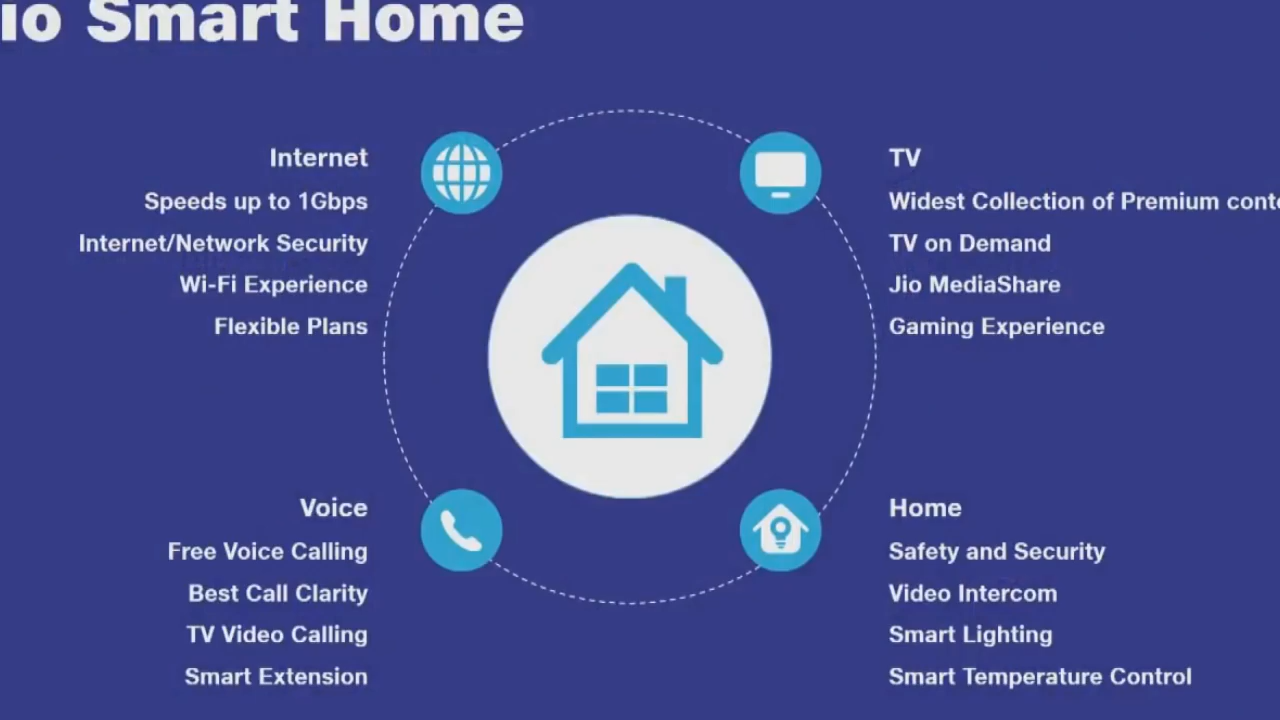 io Smart Home
Internet
Speeds up to 1Gbps
Internet/Network Security
Wi-Fi Experience
Flexible Plans
TV
Widest Collection of Premium conte
TV on Demand
Jio MediaShare
Gaming Experience
Voice
Free Voice Calling
Best Call Clarity
TV Video Calling
Smart Extension
Home
Safety and Security
Video Intercom
Smart Lighting
Smart Temperature Control